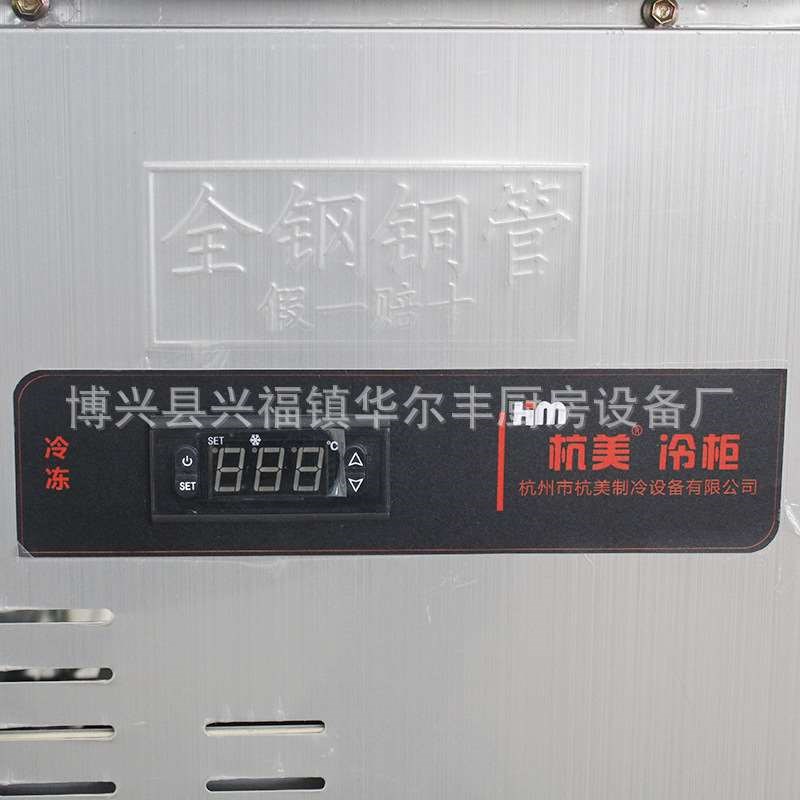 全钢铜管
假一赔十
博兴县兴福镇华尔丰厨房设备厂
HM
冷冻
SET
888
°C
SET
杭美® 冷柜
杭州市杭美制冷设备有限公司